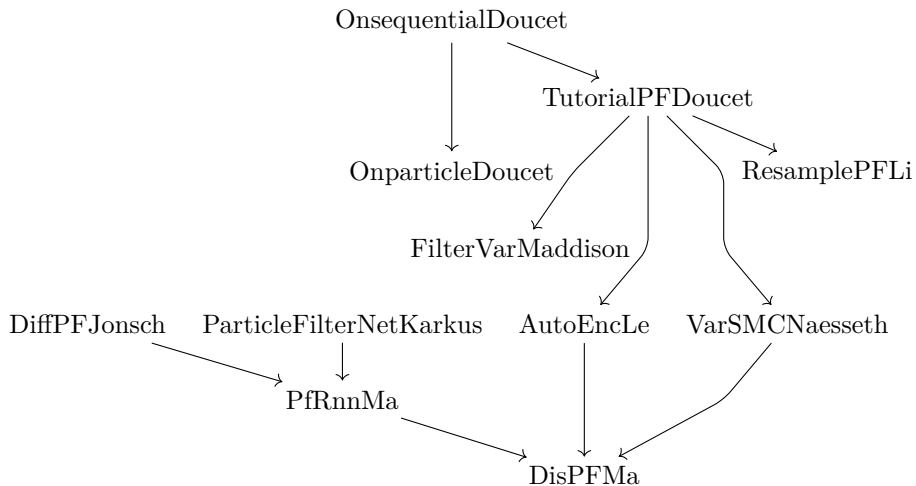 OnsequentialDoucet
TutorialPFDoucet
OnparticleDoucet
ResamplePFLi
FilterVarMaddison
DiffPFJonsch
ParticleFilterNetKarkus
AutoEncLe
VarSMCNaesseth
PfRnnMa
DisPFMa